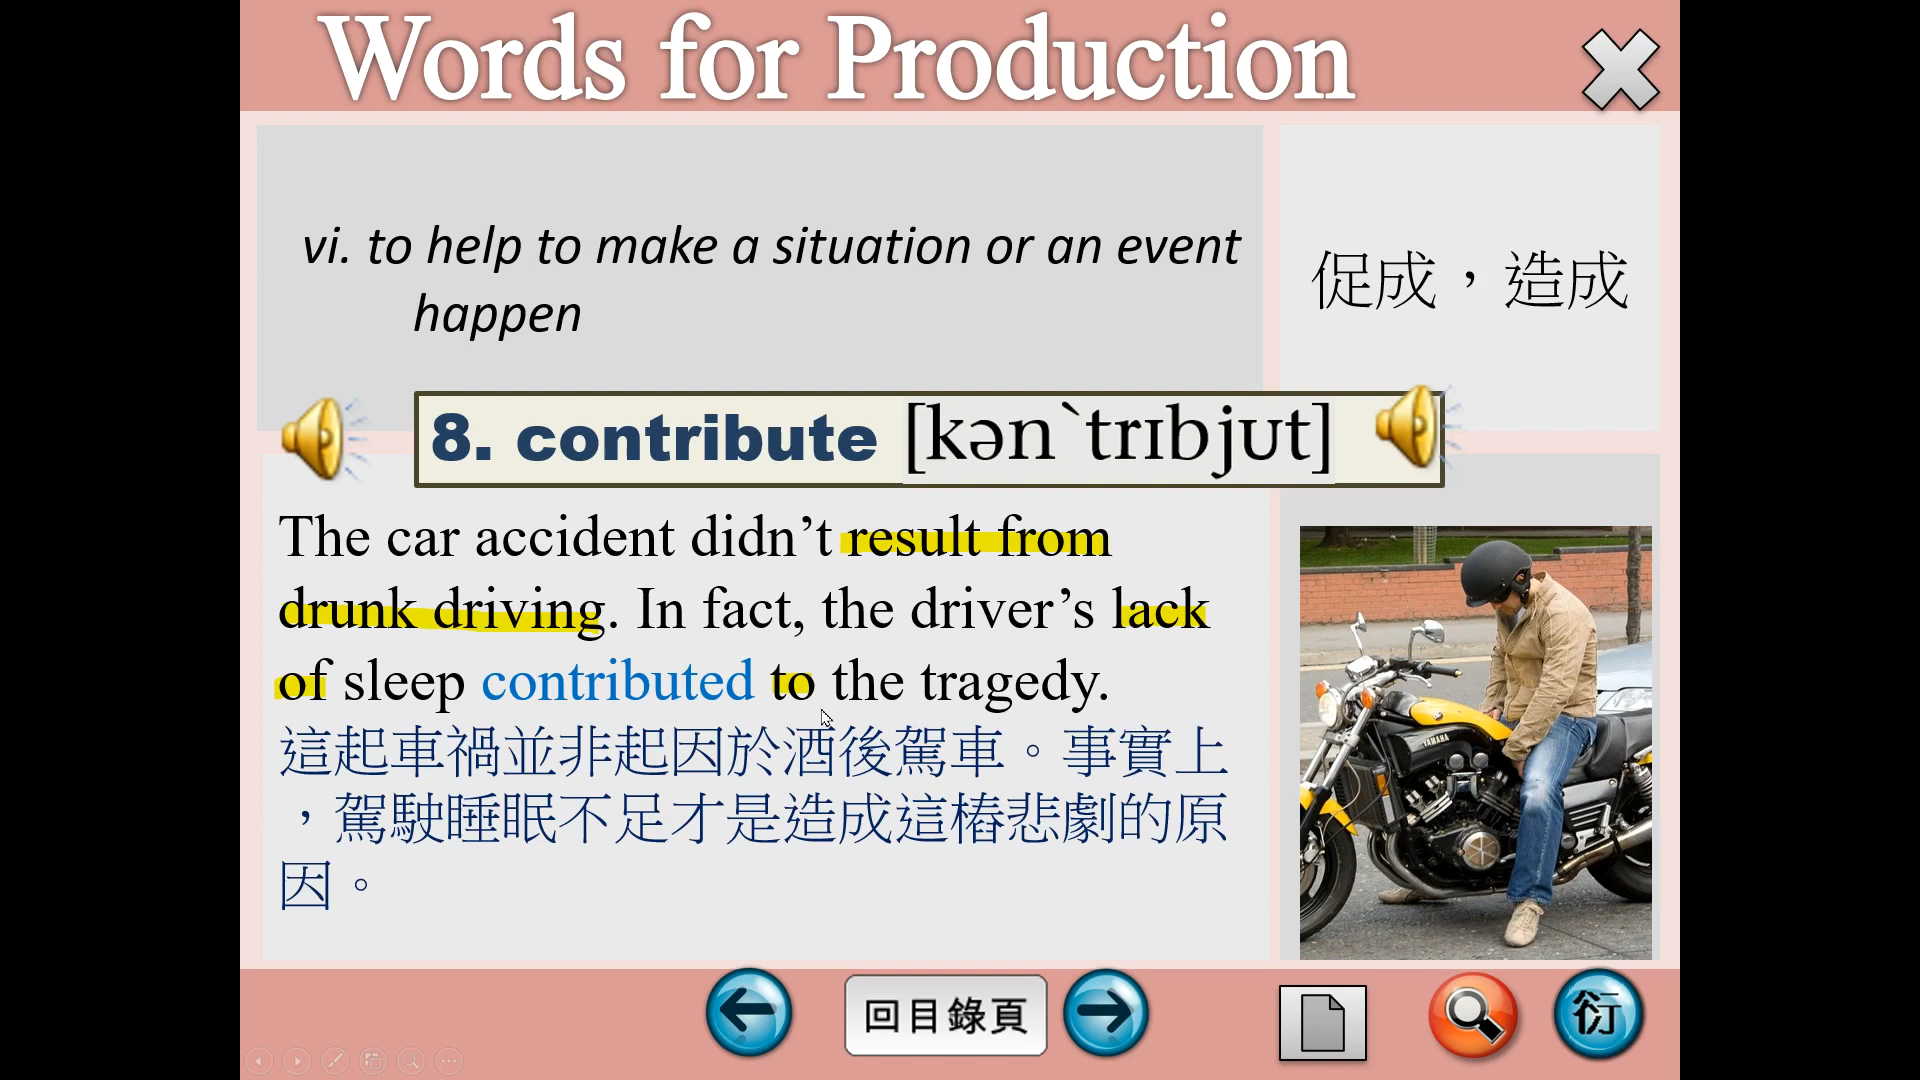 Words for Production
vi. to help to make a situation or an event
happen
促成，造成
8. contribute [kənˋtrɪbjʊt]
The car accident didn’t result from
drunk driving. In fact, the driver’s lack
of sleep contributed to the tragedy.
這起車禍並非起因於酒後駕車。事實上
，駕駛睡眠不足才是造成這樁悲劇的原
因。
YAMAHA
回目錄頁
衍